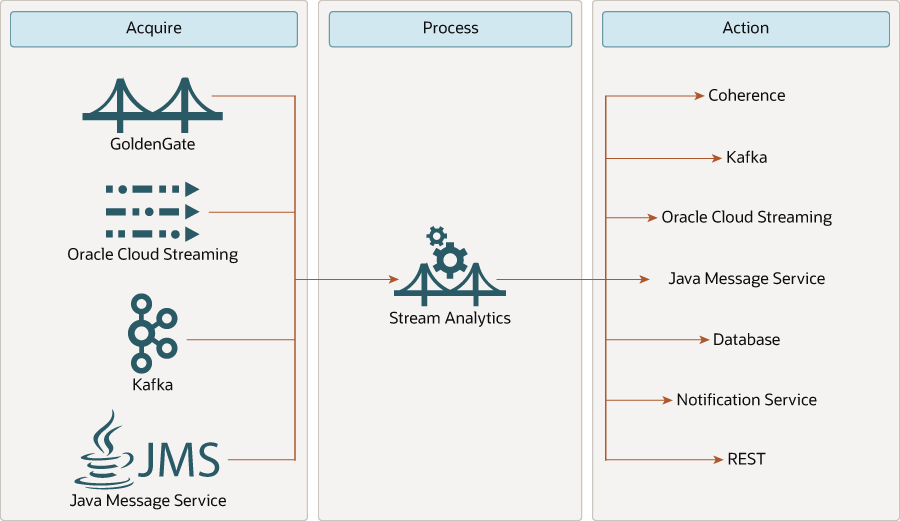 Acquire
Process
Action
GoldenGate
Oracle Cloud Streaming
Kafka
JMS
Java Message Service
Stream Analytics
Coherence
Kafka
Oracle Cloud Streaming
Java Message Service
Database
Notification Service
REST